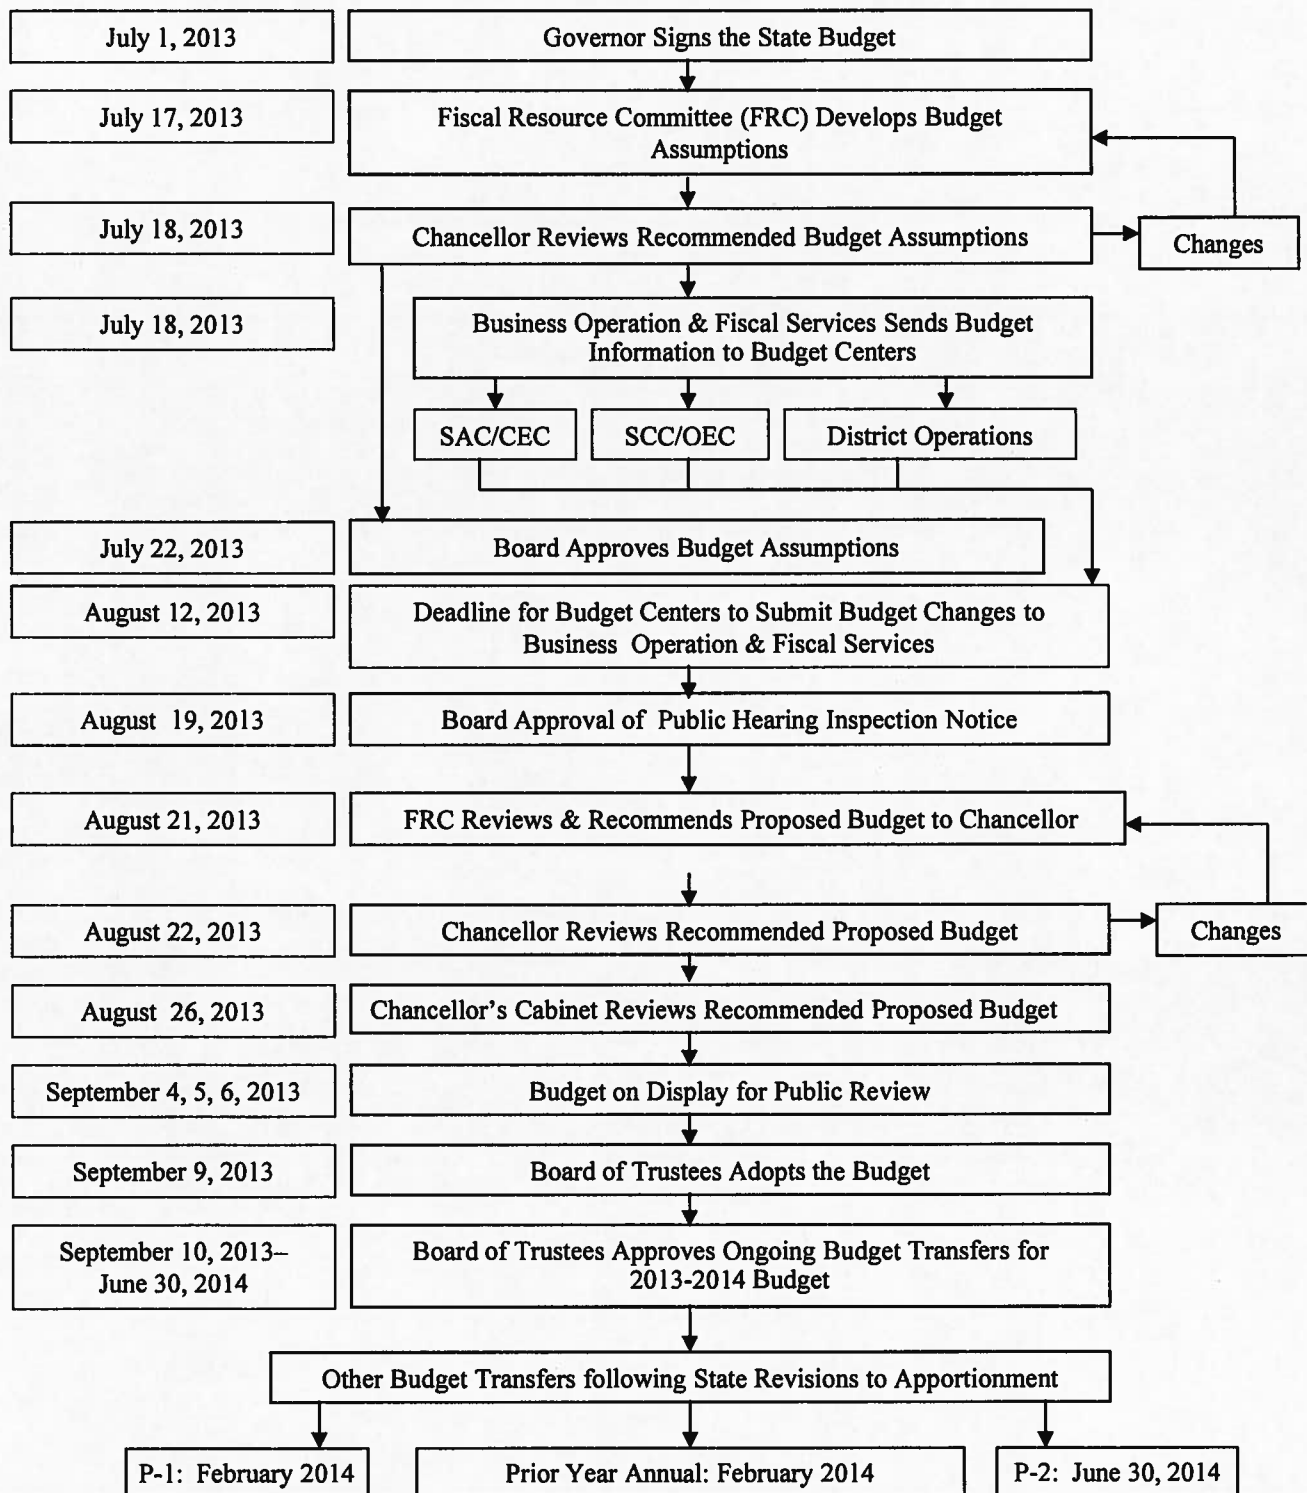 July 1, 2013
Governor Signs the State Budget
July 17, 2013
Fiscal Resource Committee (FRC) Develops Budget
Assumptions
July 18, 2013
Chancellor Reviews Recommended Budget Assumptions
Changes
July 18, 2013
Business Operation & Fiscal Services Sends Budget
Information to Budget Centers
SAC/CEC
SCC/OEC
District Operations
July 22, 2013
Board Approves Budget Assumptions
August 12, 2013
Deadline for Budget Centers to Submit Budget Changes to
Business Operation & Fiscal Services
August 19, 2013
Board Approval of Public Hearing Inspection Notice
August 21, 2013
FRC Reviews & Recommends Proposed Budget to Chancellor
August 22, 2013
Chancellor Reviews Recommended Proposed Budget
Changes
August 26, 2013
Chancellor’s Cabinet Reviews Recommended Proposed Budget
September 4, 5, 6, 2013
Budget on Display for Public Review
September 9, 2013
Board of Trustees Adopts the Budget
September 10, 2013–
June 30, 2014
Board of Trustees Approves Ongoing Budget Transfers for
2013-2014 Budget
Other Budget Transfers following State Revisions to Apportionment
P-1: February 2014
Prior Year Annual: February 2014
P-2: June 30, 2014